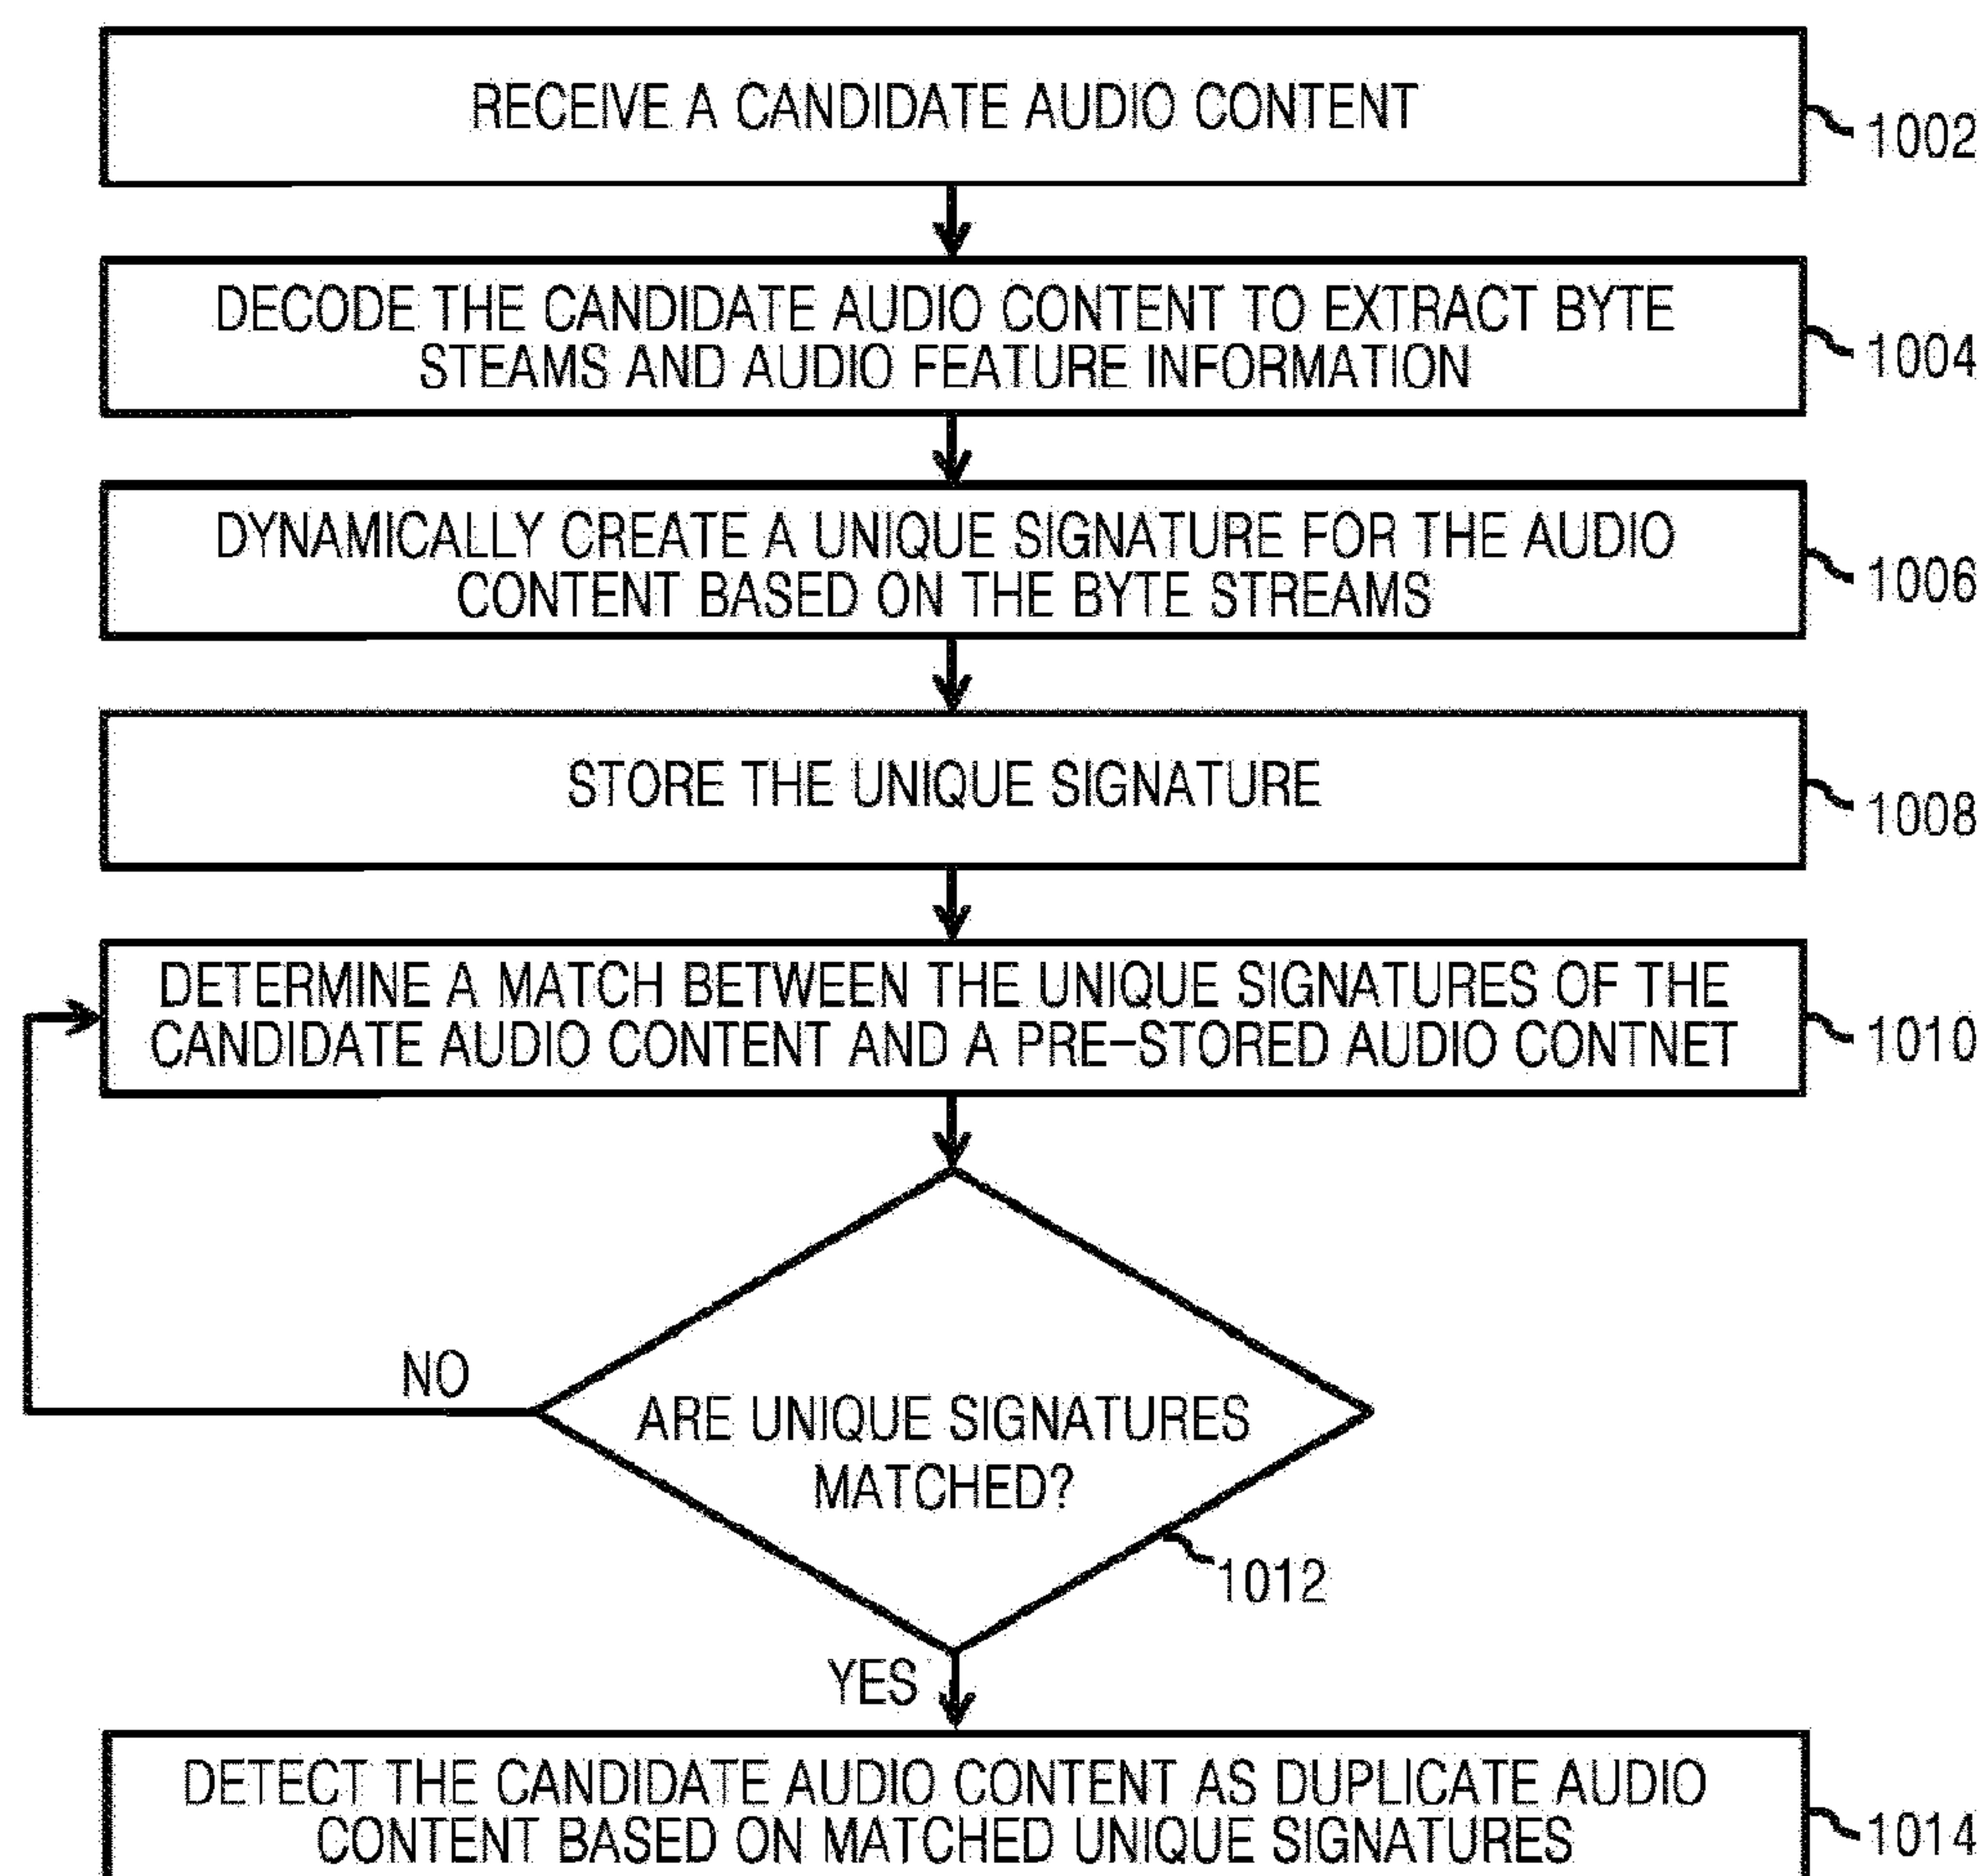 RECEIVE A CANDIDATE AUDIO CONTENT
1002
DECODE THE CANDIDATE AUDIO CONTENT TO EXTRACT BYTE
STEAMS AND AUDIO FEATURE INFORMATION
1004
DYNAMICALLY CREATE A UNIQUE SIGNATURE FOR THE AUDIO
CONTENT BASED ON THE BYTE STREAMS
1006
STORE THE UNIQUE SIGNATURE
1008
DETERMINE A MATCH BETWEEN THE UNIQUE SIGNATURES OF THE
CANDIDATE AUDIO CONTENT AND A PRE-STORED AUDIO CONTNET
1010
NO
ARE UNIQUE SIGNATURES
MATCHED?
1012
YES
DETECT THE CANDIDATE AUDIO CONTENT AS DUPLICATE AUDIO
CONTENT BASED ON MATCHED UNIQUE SIGNATURES
1014